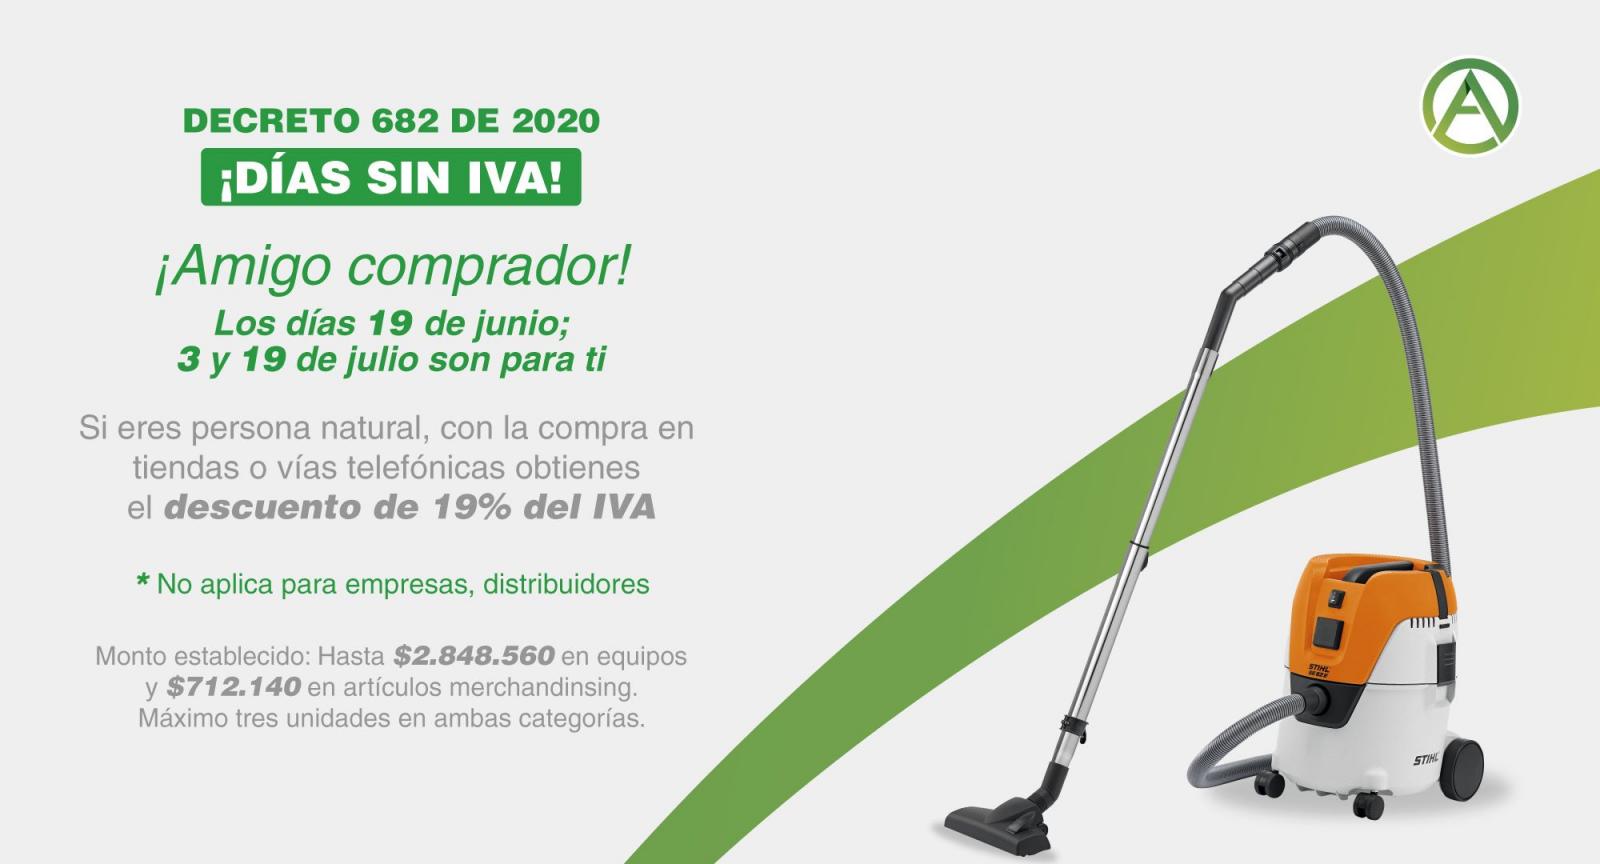 DECRETO 682 DE 2020
¡DÍAS SIN IVA!
¡Amigo comprador!
Los días 19 de junio;
3 y 19 de julio son para ti
Si eres persona natural, con la compra en
tiendas o vías telefónicas obtienes
el descuento de 19% del IVA
* No aplica para empresas, distribuidores
Monto establecido: Hasta $2.848.560 en equipos
y $712.140 en artículos merchandinsing.
Máximo tres unidades en ambas categorías.
STIHL
STIHL